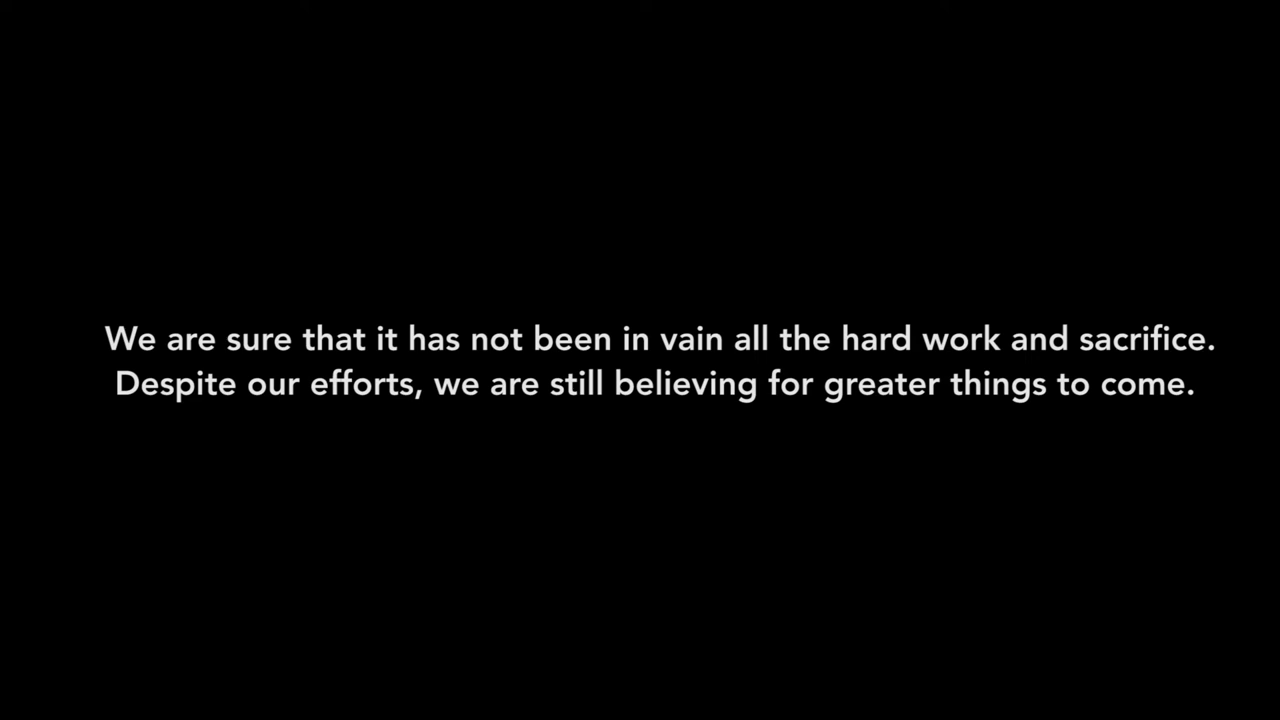 We are sure that it has not been in vain all the hard work and sacrifice.
Despite our efforts, we are still believing for greater things to come.